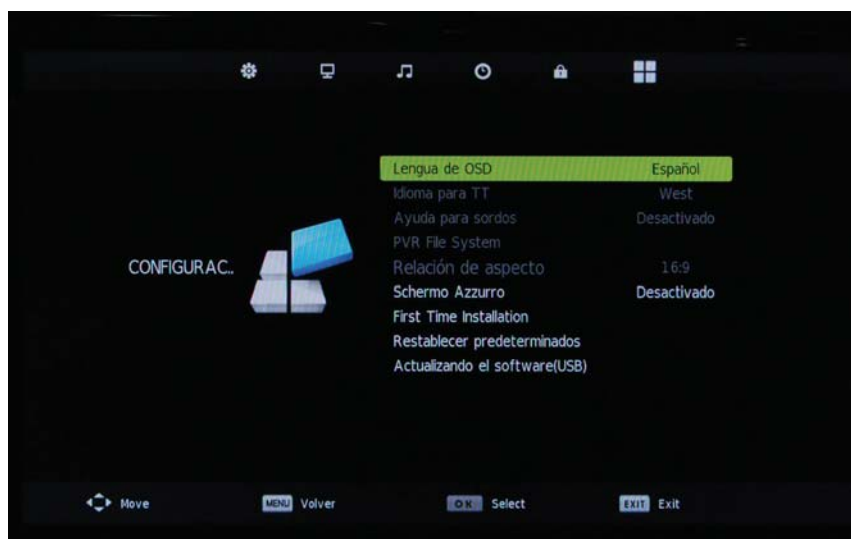 Lengua de OSD Español
Idioma para TT West
Ayuda para sordos Desactivado
PVR File System
CONFIGURAC..
Relación de aspecto 16:9
Schermo Azzurro Desactivado
First Time Installation
Restablecer predeterminados
Actualizando el software(USB)
Move MENU Volver OK Select EXIT Exit